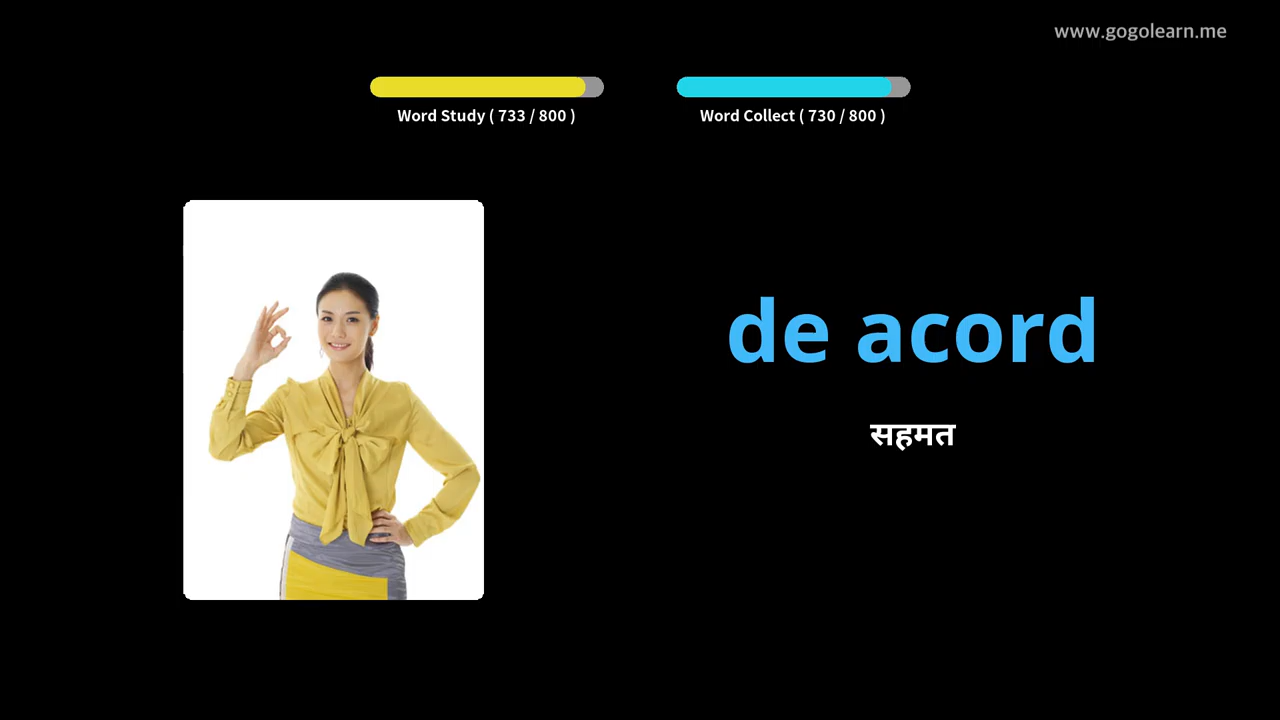 www.gogolearn.me
Word Study ( 733 / 800 )
Word Collect ( 730 / 800 )
de acord
सहमत